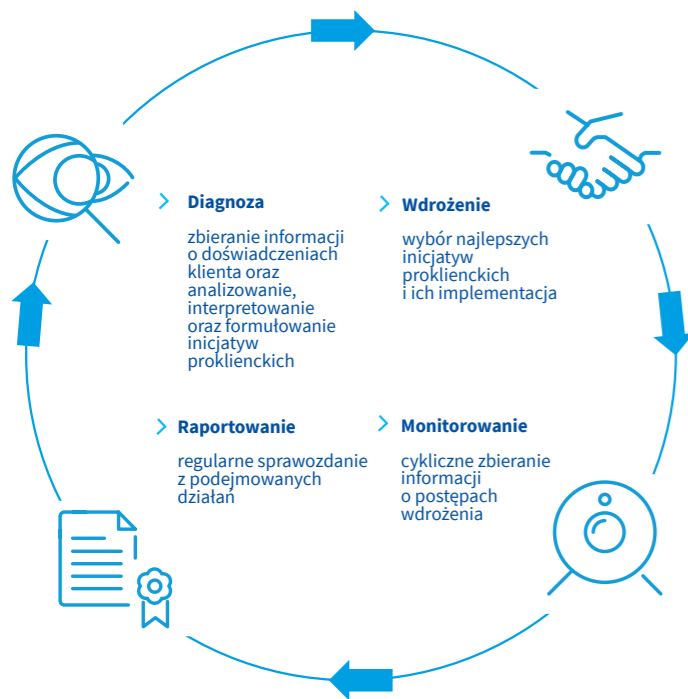 Diagnoza
zbieranie informacji
o doświadczeniach
klienta oraz
analizowanie,
interpretowanie
oraz formułowanie
inicjatyw
proklienckich
Wdrożenie
wybór najlepszych
inicjatyw
proklienckich
i ich implementacja
Raportowanie
regularne sprawozdanie
z podejmowanych
działań
Monitorowanie
cykliczne zbieranie
informacji
o postępach
wdrożenia